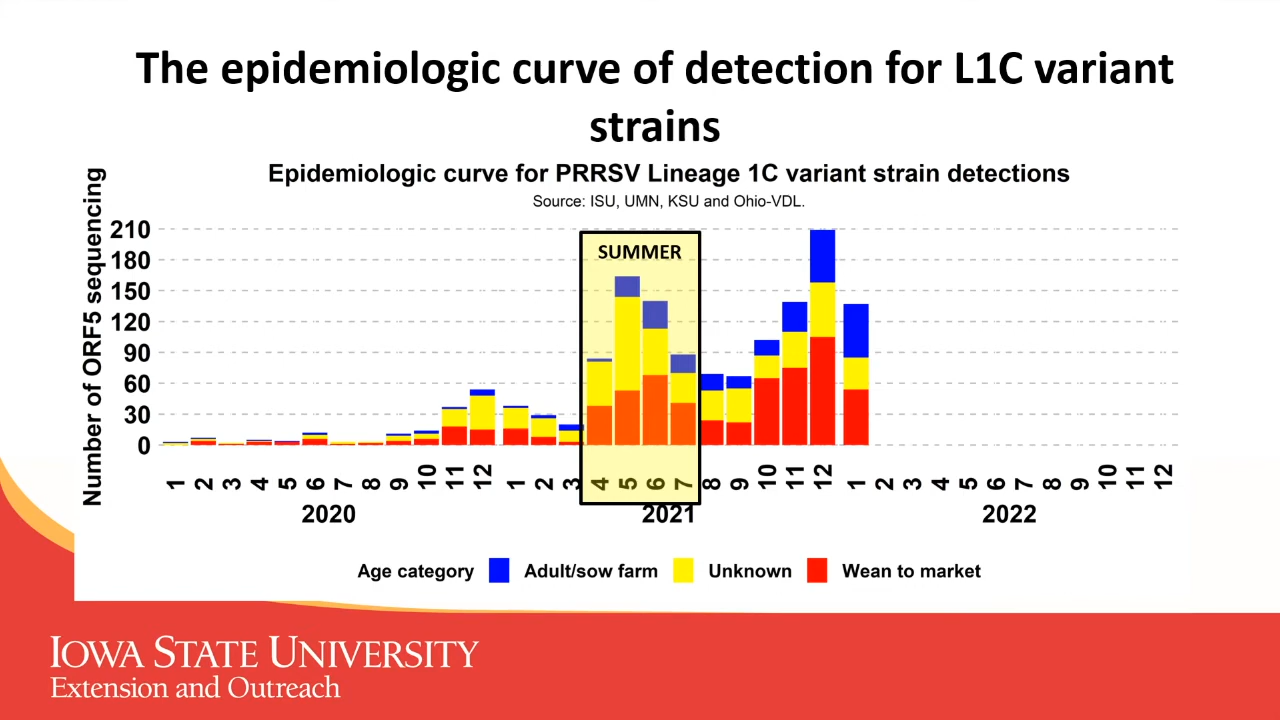 The epidemiologic curve of detection for L1C variant
strains
Epidemiologic curve for PRRSV Lineage 1C variant strain detections
Source: ISU, UMN, KSU and Ohio-VDL.
Number of ORF5 sequencing
210
180
150
120
90
60
30
0
SUMMER
1 2 3 4 5 6 7 8 9 10 11 12 1 2 3 4 5 6 7 8 9 10 11 12 1 2 3 4 5 6 7 8 9 10 11 12
2020 2021 2022
Age category Adult/sow farm Unknown Wean to market
IOWA STATE UNIVERSITY
Extension and Outreach